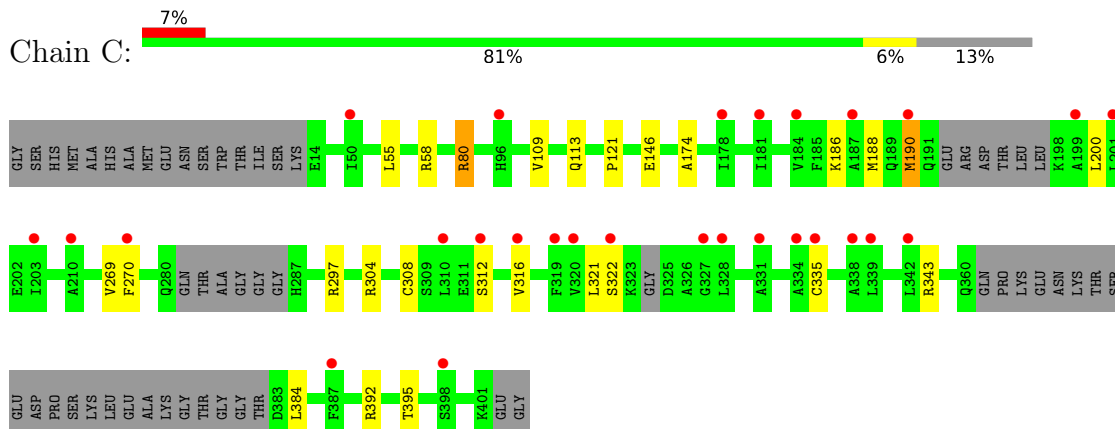 7%
Chain C:
81% 6% 13%
GLY SER HIS MET ALA HIS ALA MET GLU ASN SER TRP THR ILE SER LYS E14 I50 L55 R58 R80 H96 V109 Q113 P121 E146 A174 I178 I181 V184 F185 K186 A187 M188 Q189 M190 Q191 GLU ARG ASP THR LEU LEU K198 A199 L200 L201
E202 I203 A210 V269 F270 Q280 GLN THR ALA GLY GLY GLY H287 R297 R304 C308 S309 L310 E311 S312 V316 F319 V320 L321 S322 K323 GLY D325 A326 G327 L328 A331 A334 C335 A338 L339 L342 R343 Q360 GLN PRO LYS LYS GLU ASN LYS THR SER
GLU ASP PRO SER LYS LEU GLU ALA LYS GLY THR GLY GLY THR D383 L384 F387 R392 T395 S398 K401 GLU GLY